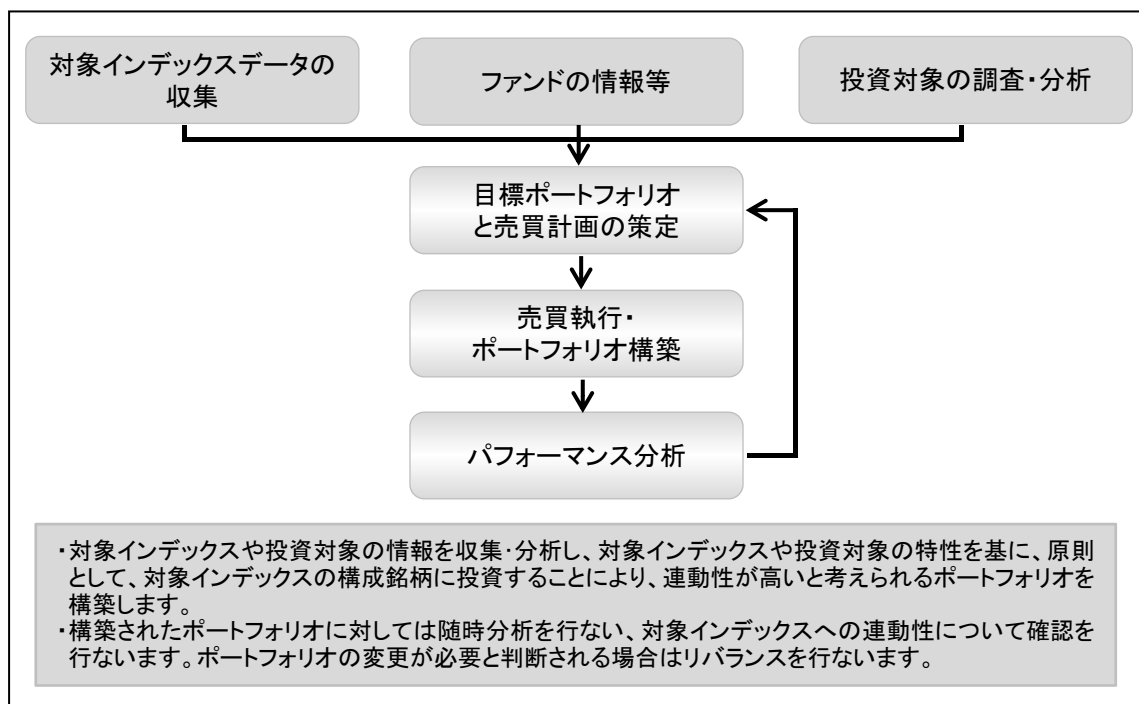 対象インデックスデータの
収集
ファンドの情報等
投資対象の調査・分析
目標ポートフォリオ
と売買計画の策定
売買執行・
ポートフォリオ構築
パフォーマンス分析
・対象インデックスや投資対象の情報を収集・分析し、対象インデックスや投資対象の特性を基に、原則
として、対象インデックスの構成銘柄に投資することにより、連動性が高いと考えられるポートフォリオを
構築します。
・構築されたポートフォリオに対しては随時分析を行ない、対象インデックスへの連動性について確認を
行ないます。ポートフォリオの変更が必要と判断される場合はリバランスを行ないます。